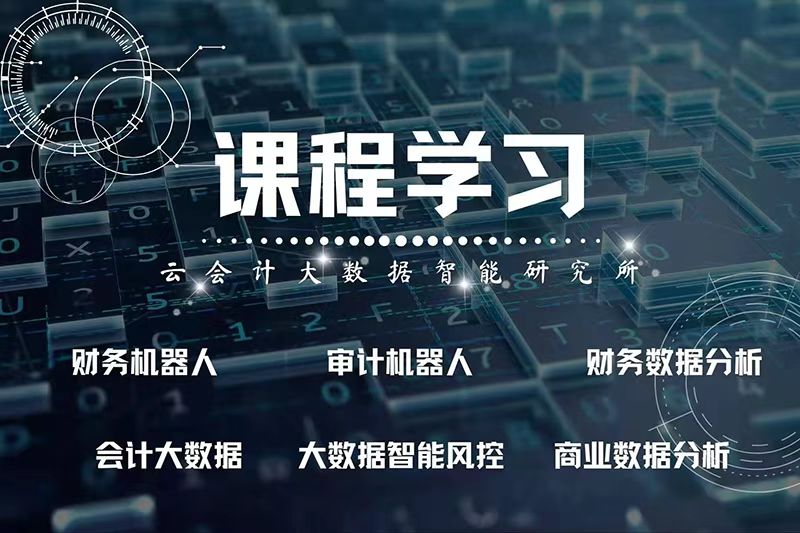 课程学习
云会计大数据智能研究所
财务机器人 审计机器人 财务数据分析
会计大数据 大数据智能风控 商业数据分析